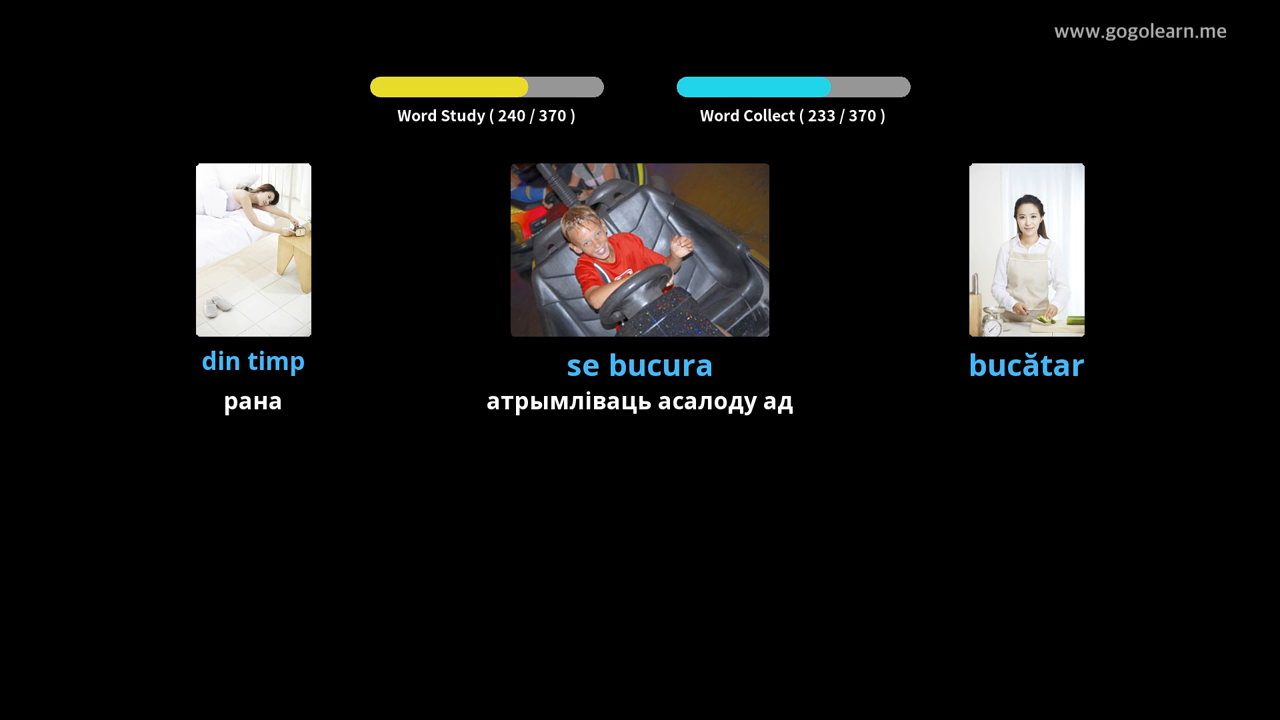 www.gogolearn.me
Word Study ( 240 / 370 )
Word Collect ( 233 / 370 )
din timp
se bucura
bucătar
рана
атрымліваць асалоду ад